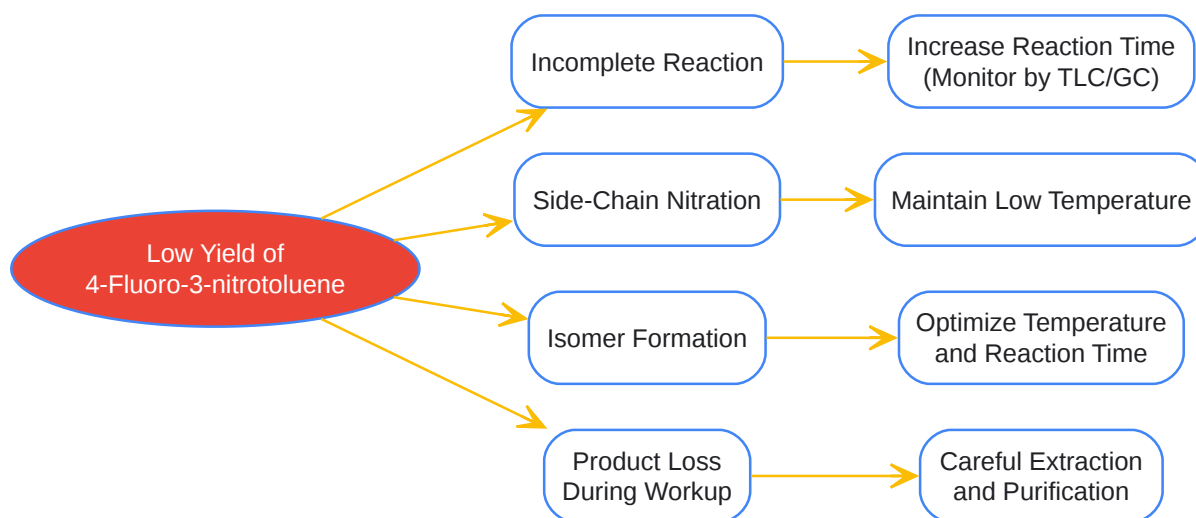 Low Yield of
4-Fluoro-3-nitrotoluene
Incomplete Reaction
Increase Reaction Time
(Monitor by TLC/GC)
Side-Chain Nitration
Maintain Low Temperature
Isomer Formation
Optimize Temperature
and Reaction Time
Product Loss
During Workup
Careful Extraction
and Purification